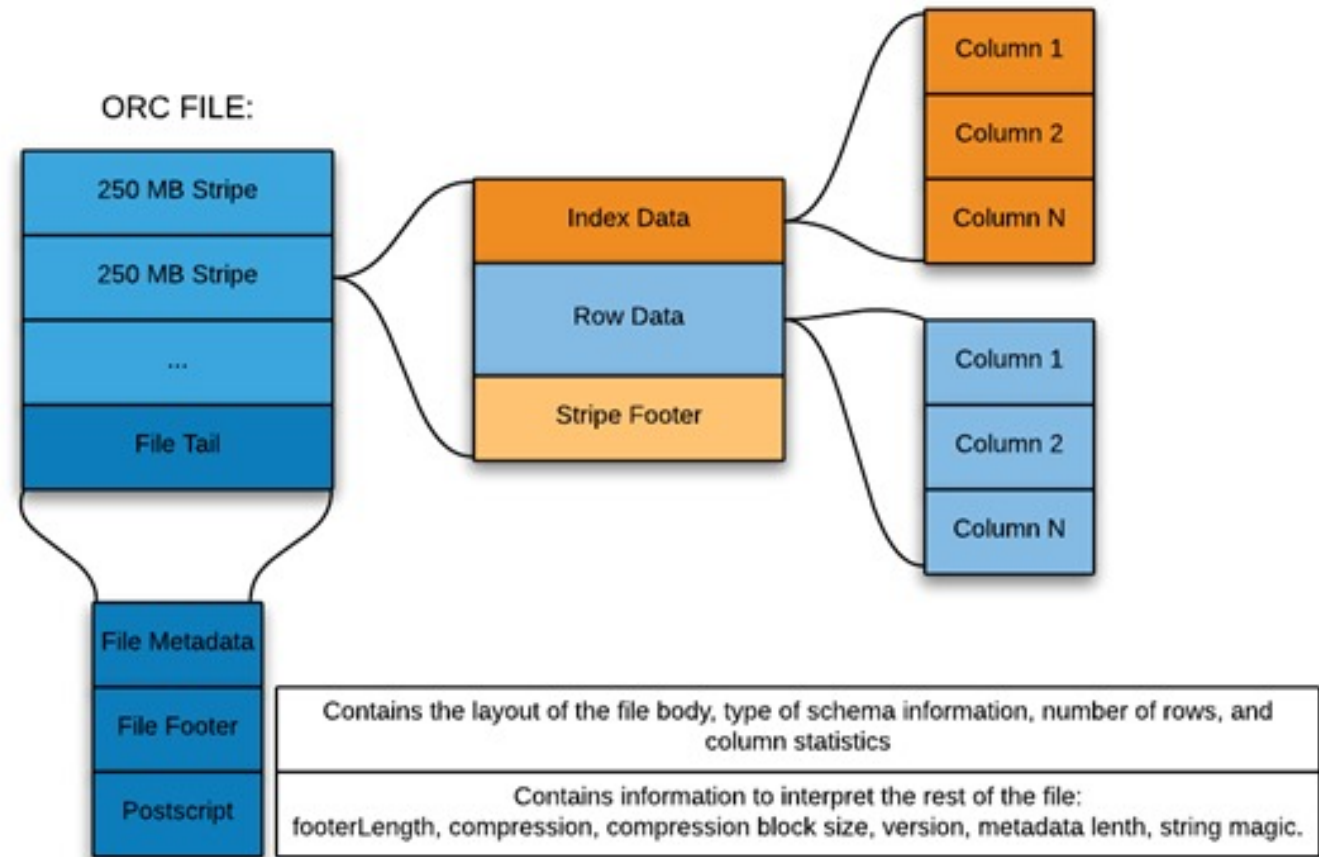 ORC FILE:
250 MB Stripe
250 MB Stripe
...
File Tail
Index Data
Row Data
Stripe Footer
Column 1
Column 2
Column N
Column 1
Column 2
Column N
File Metadata
File Footer
Contains the layout of the file body, type of schema information, number of rows, and
column statistics
Postscript
Contains information to interpret the rest of the file:
footerLength, compression, compression block size, version, metadata lenth, string magic.